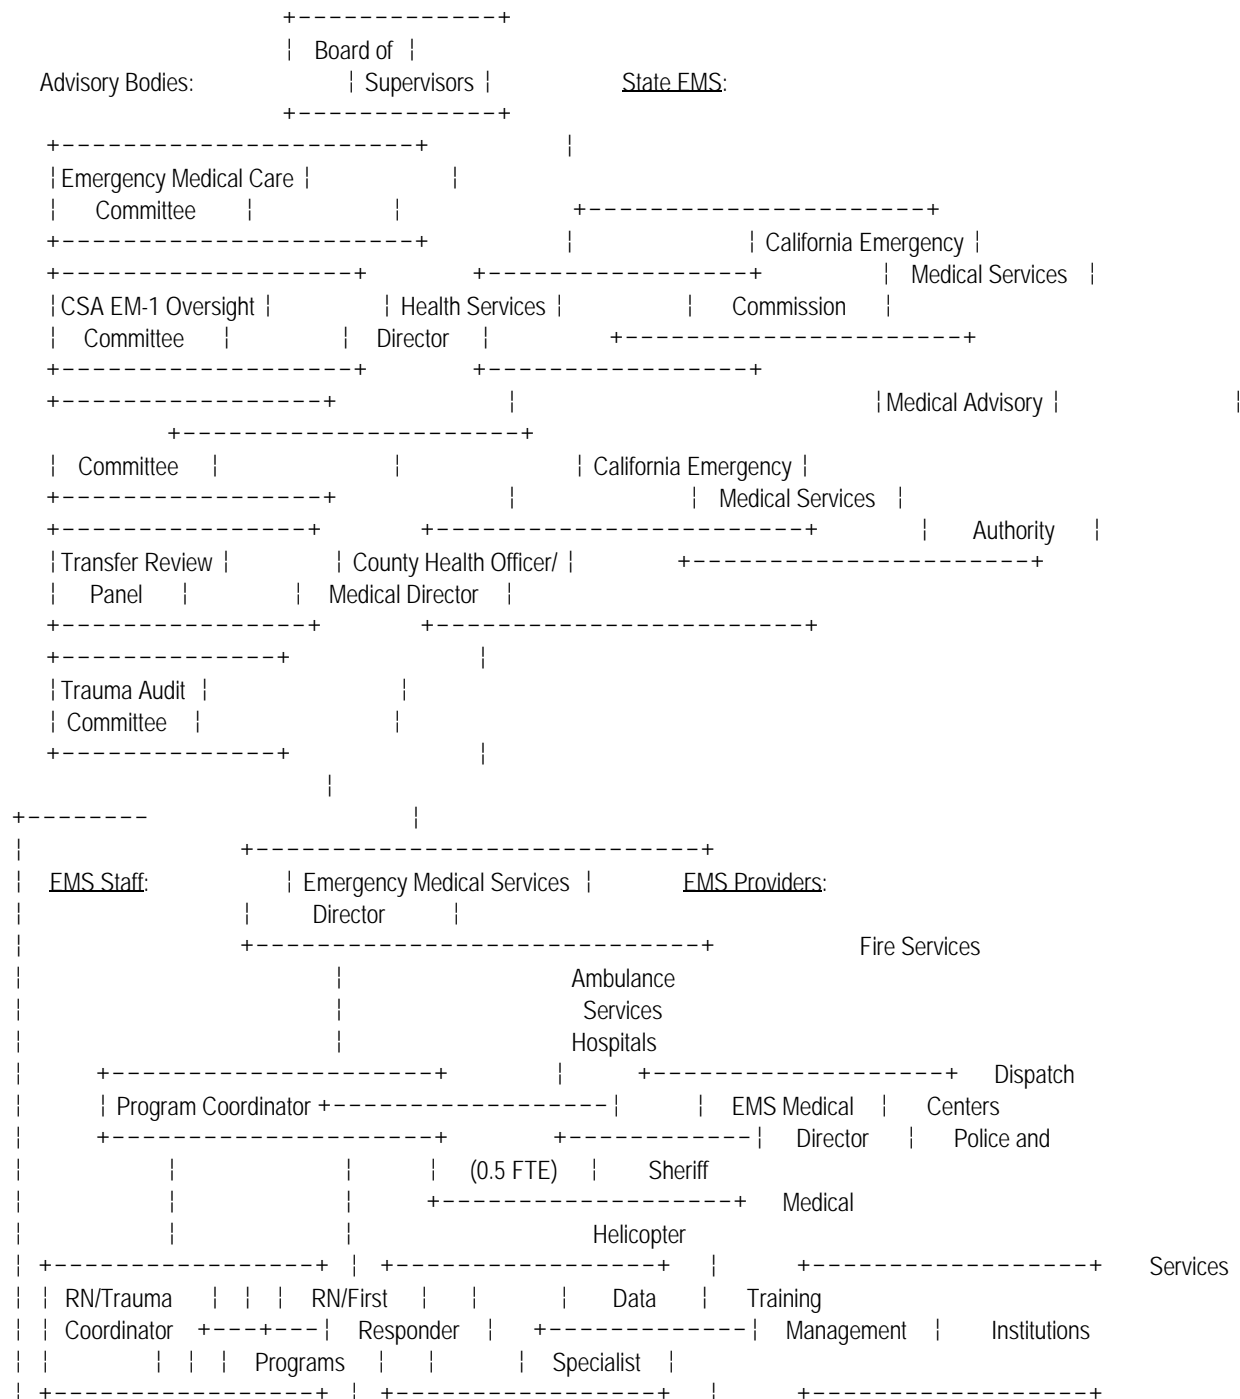 +-------------+
¦ Board of ¦
Advisory Bodies: ¦ Supervisors ¦ State EMS:
+-------------+
+-----------------------+ ¦
¦Emergency Medical Care ¦ ¦
¦ Committee ¦ ¦ +----------------------+
+-----------------------+ ¦ ¦ California Emergency ¦
+-------------------+ +-----------------+ ¦ Medical Services ¦
¦CSA EM-1 Oversight ¦ ¦ Health Services ¦ ¦ Commission ¦
¦ Committee ¦ ¦ Director ¦ +----------------------+
+-------------------+ +-----------------+
+-----------------+ ¦ ¦Medical Advisory ¦ ¦
+----------------------+
¦ Committee ¦ ¦ ¦ California Emergency ¦
+-----------------+ ¦ ¦ Medical Services ¦
+----------------+ +------------------------+ ¦ Authority ¦
¦Transfer Review ¦ ¦ County Health Officer/ ¦ +----------------------+
¦ Panel ¦ ¦ Medical Director ¦
+----------------+ +------------------------+
+--------------+ ¦
¦Trauma Audit ¦ ¦
¦ Committee ¦ ¦
+--------------+ ¦
¦
+-------- ¦
¦ +-----------------------------+
¦ EMS Staff: ¦ Emergency Medical Services ¦ EMS Providers:
¦ ¦ Director ¦
¦ +-----------------------------+ Fire Services
¦ ¦ Ambulance
¦ ¦ Services
¦ ¦ Hospitals
¦ +---------------------+ ¦ +-------------------+ Dispatch
¦ ¦ Program Coordinator +------------------¦ ¦ EMS Medical ¦ Centers
¦ +---------------------+ +------------¦ Director ¦ Police and
¦ ¦ ¦ ¦ (0.5 FTE) ¦ Sheriff
¦ ¦ ¦ +-------------------+ Medical
¦ ¦ ¦ Helicopter
¦ +-----------------+ ¦ +-----------------+ ¦ +------------------+ Services
¦ ¦ RN/Trauma ¦ ¦ ¦ RN/First ¦ ¦ ¦ Data ¦ Training
¦ ¦ Coordinator +---+---¦ Responder ¦ +-------------¦ Management ¦ Institutions
¦ ¦ ¦ ¦ ¦ Programs ¦ ¦ ¦ Specialist ¦
¦ +-----------------+ ¦ +-----------------+ ¦ +------------------+